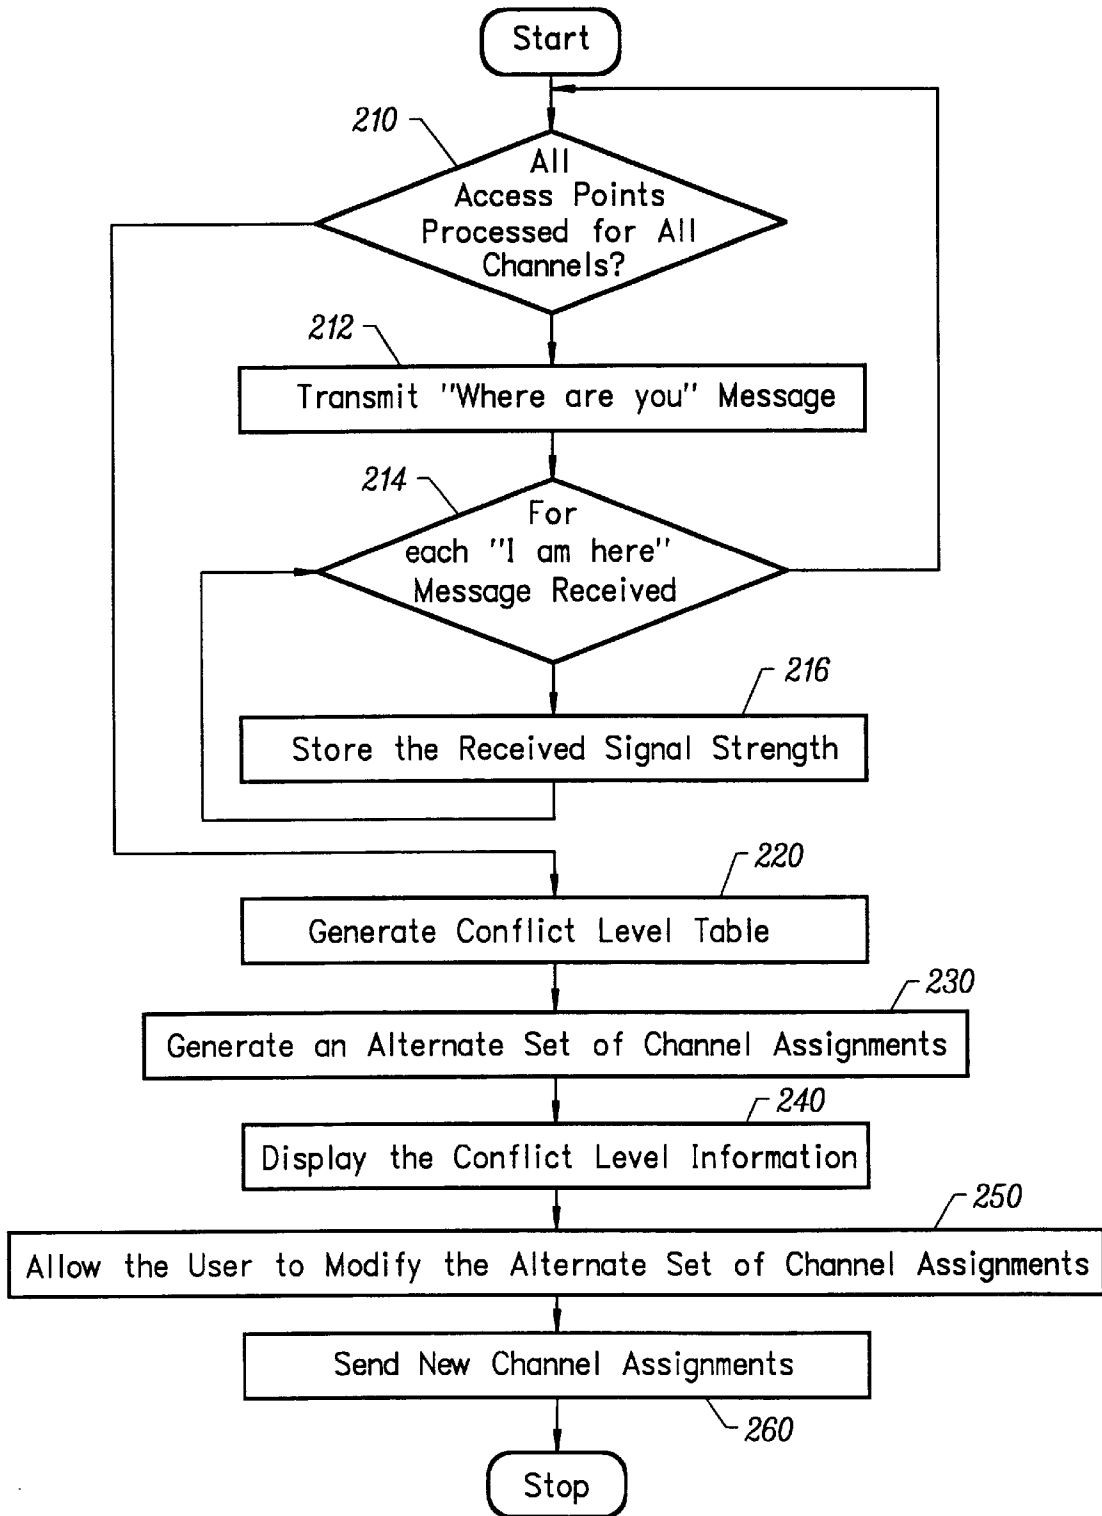 Start
210
All
Access Points
Processed for All
Channels?
212
Transmit "Where are you" Message
214
For
each "I am here"
Message Received
216
Store the Received Signal Strength
220
Generate Conflict Level Table
230
Generate an Alternate Set of Channel Assignments
240
Display the Conflict Level Information
250
Allow the User to Modify the Alternate Set of Channel Assignments
Send New Channel Assignments
260
Stop